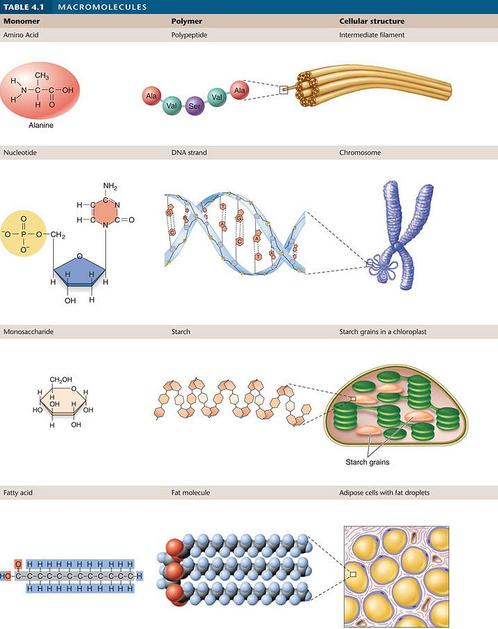 TABLE 4.1 MACROMOLECULES
Monomer Polymer Cellular structure
Amino Acid Polypeptide Intermediate filament
CH₃
H
N C C OH
H
H O
Alanine
Ala Val Ser Val Ala
Nucleotide DNA strand Chromosome
NH₂
H C C N
H C N C O
O
⁻O P O CH₂
O⁻
O
H H H H
OH H
Monosaccharide Starch Starch grains in a chloroplast
CH₂OH
H O H
H
HO OH H OH
H OH
Starch grains
Fatty acid Fat molecule Adipose cells with fat droplets
O H H H H H H H H H H H H H
HO C C C C C C C C C C C C C C H
H H H H H H H H H H H H H